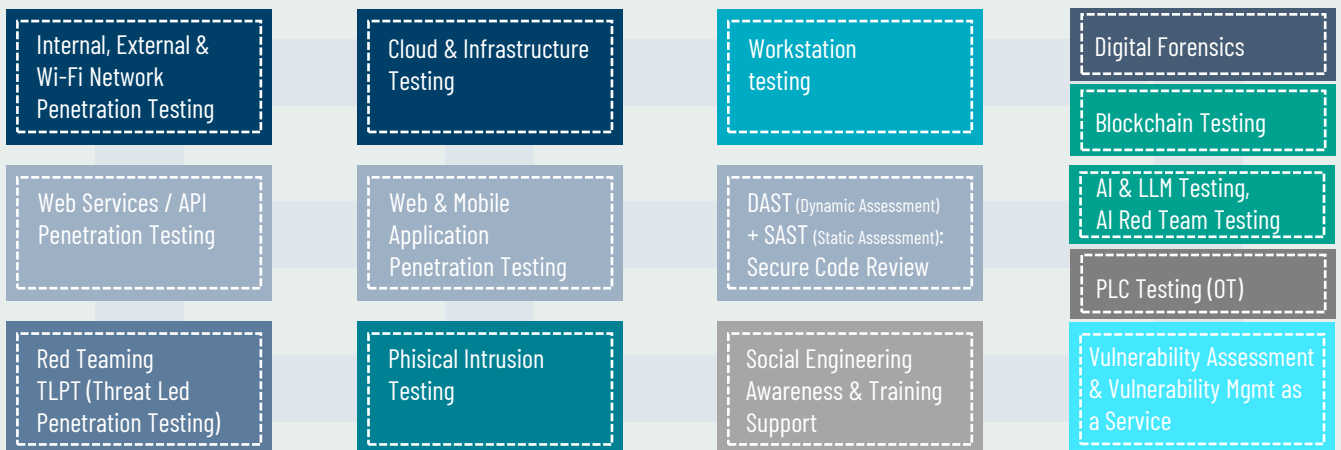 Internal, External &
Wi-Fi Network
Penetration Testing
Cloud & Infrastructure
Testing
Workstation
testing
Digital Forensics
Blockchain Testing
Web Services / API
Penetration Testing
Web & Mobile
Application
Penetration Testing
DAST (Dynamic Assessment)
+ SAST (Static Assessment):
Secure Code Review
AI & LLM Testing,
AI Red Team Testing
PLC Testing (OT)
Red Teaming
TLPT (Threat Led
Penetration Testing)
Phisical Intrusion
Testing
Social Engineering
Awareness & Training
Support
Vulnerability Assessment
& Vulnerability Mgmt as
a Service